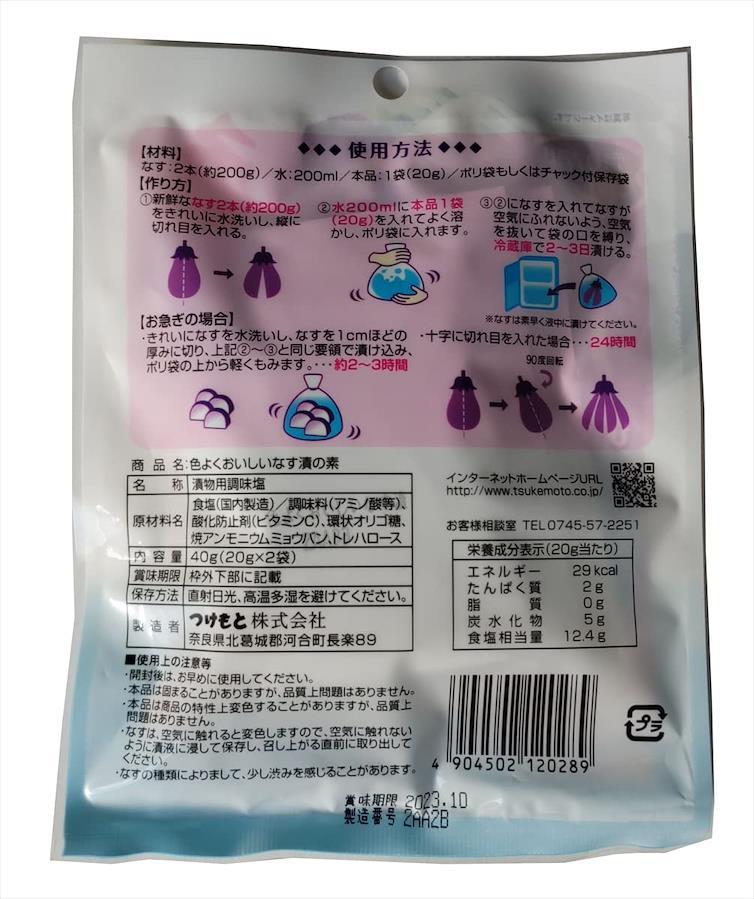 ◆◆◆ 使用方法 ◆◆◆
【材料】
なす:2本(約200g)/水:200ml/本品:1袋(20g)/ポリ袋もしくはチャック付保存袋
【作り方】
①新鮮ななす2本(約200g)
をきれいに水洗いし、縦に
切れ目を入れる。
②水200mlに本品1袋
(20g)を入れてよく溶
かし、ポリ袋に入れます。
③②になすを入れてなすが
空気にふれないよう、空気
を抜いて袋の口を縛り、
冷蔵庫で2〜3日漬ける。
※なすは素早く液中に漬けてください。
【お急ぎの場合】
・きれいになすを水洗いし、なすを1cmほどの
厚みに切り、上記②〜③と同じ要領で漬け込み、
ポリ袋の上から軽くもみます。・・・約2〜3時間
・十字に切れ目を入れた場合・・・24時間
90度回転
商品名:色よくおいしいなす漬の素
名称 漬物用調味塩
原材料名 食塩(国内製造)/調味料(アミノ酸等)、
酸化防止剤(ビタミンC)、環状オリゴ糖、
焼アンモニウムミョウバン、トレハロース
内容量 40g(20g×2袋)
賞味期限 枠外下部に記載
保存方法 直射日光、高温多湿を避けてください。
製造者 つけもと株式会社
奈良県北葛城郡河合町長楽89
■使用上の注意等
・開封後は、お早めに使用してください。
・本品は固まることがありますが、品質上問題はありません。
・本品は商品の特性上変色することがありますが、品質上
問題はありません。
・なすは、空気に触れると変色しますので、空気に触れない
ように漬液に浸して保存し、召し上がる直前に取り出して
ください。
・なすの種類によりまして、少し渋みを感じることがあります。
インターネットホームページURL
http://www.tsukemoto.co.jp/
お客様相談室 TEL0745-57-2251
栄養成分表示(20g当たり)
エネルギー 29kcal
たんぱく質 2g
脂質 0g
炭水化物 5g
食塩相当量 12.4g
プラ
4 904502 120289
賞味期限 2023.10
製造番号 2AA2B